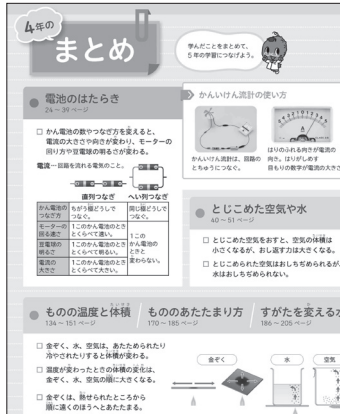 4年の
まとめ
学んだことをまとめて、
5年の学習につなげよう。
電池のはたらき
24～39ページ
□ かん電池の数やつなぎ方を変えると、
電流の大きさや向きが変わり、モーターの
回り方や豆電球の明るさが変わる。
電流…回路を流れる電気のこと。
直列つなぎ へい列つなぎ
かん電池の
つなぎ方
ちがう極どうしで
つなぐ。
同じ極どうしで
つなぐ。
モーターの
回る速さ
1このかん電池のとき
とくらべて速い。
1この
かん電池の
ときと
変わらない。
豆電球の
明るさ
1このかん電池のとき
とくらべて明るい。
電流の
大きさ
1このかん電池のとき
とくらべて大きい。
かんいけん流計の使い方
かんいけん流計は、回路の
とちゅうにつなぐ。
はりのふれる向きが電流の
向き。はりがしめす
目もりの数字が電流の大きさ
とじこめた空気や水
40～51ページ
□ とじこめた空気をおすと、空気の体積は
小さくなるが、おし返す力は大きくなる。
□ とじこめられた空気はおしちぢめられるが、
水はおしちぢめられない。
ものの温度と体積
134～151ページ
もののあたたまり方
170～185ページ
すがたを変える水
186～205ページ
□ 金ぞく、水、空気は、あたためられたり
冷やされたりすると体積が変わる。
□ 温度が変わったときの体積の変化は、
金ぞく、水、空気の順に大きくなる。
□ 金ぞくは、熱せられたところから
順に遠くのほうへとあたたまる。
金ぞく
水
空気